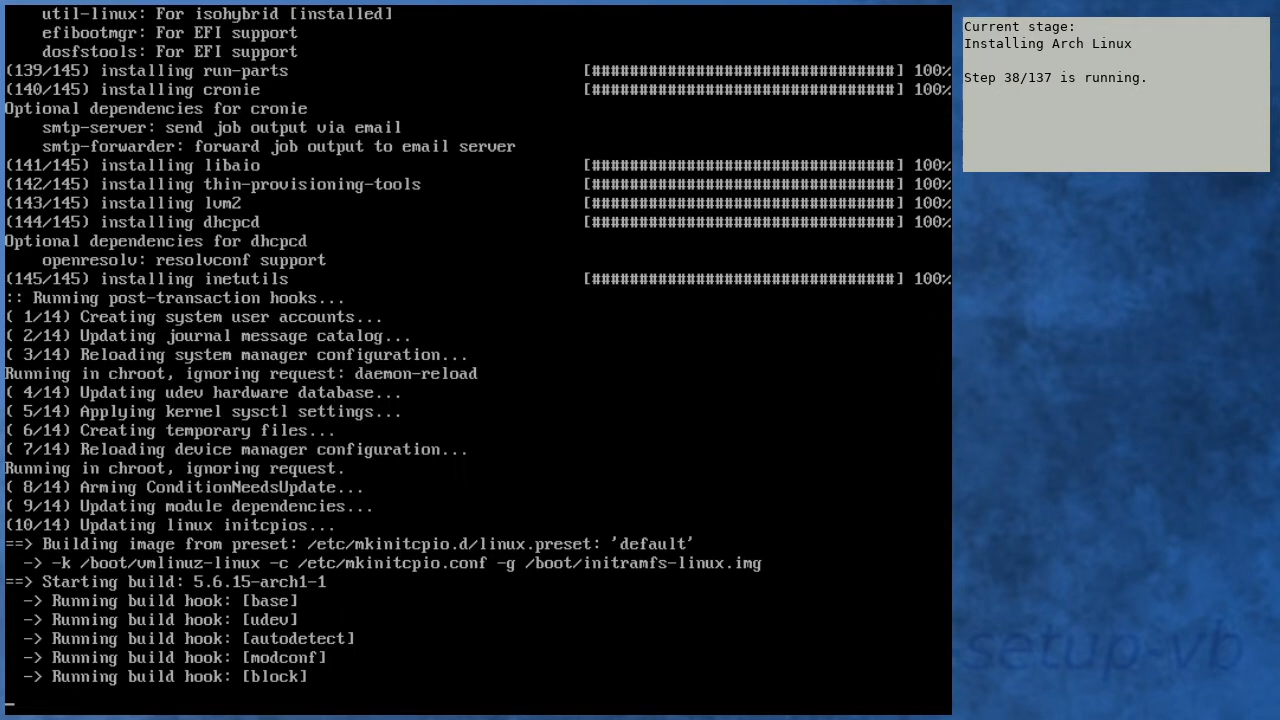 util-linux: For isohybrid [installed]
    efibootmgr: For EFI support
    dosfstools: For EFI support
(139/145) installing run-parts [################################] 100%
(140/145) installing cronie [################################] 100%
Optional dependencies for cronie
    smtp-server: send job output via email
    smtp-forwarder: forward job output to email server
(141/145) installing libaio [################################] 100%
(142/145) installing thin-provisioning-tools [################################] 100%
(143/145) installing lvm2 [################################] 100%
(144/145) installing dhcpcd [################################] 100%
Optional dependencies for dhcpcd
    openresolv: resolvconf support
(145/145) installing inetutils [################################] 100%
:: Running post-transaction hooks...
( 1/14) Creating system user accounts...
( 2/14) Updating journal message catalog...
( 3/14) Reloading system manager configuration...
Running in chroot, ignoring request: daemon-reload
( 4/14) Updating udev hardware database...
( 5/14) Applying kernel sysctl settings...
( 6/14) Creating temporary files...
( 7/14) Reloading device manager configuration...
Running in chroot, ignoring request.
( 8/14) Arming ConditionNeedsUpdate...
( 9/14) Updating module dependencies...
(10/14) Updating linux initcpios...
==> Building image from preset: /etc/mkinitcpio.d/linux.preset: 'default'
  -> -k /boot/vmlinuz-linux -c /etc/mkinitcpio.conf -g /boot/initramfs-linux.img
==> Starting build: 5.6.15-arch1-1
  -> Running build hook: [base]
  -> Running build hook: [udev]
  -> Running build hook: [autodetect]
  -> Running build hook: [modconf]
  -> Running build hook: [block]
_
Current stage:
Installing Arch Linux
Step 38/137 is running.
setup-vb